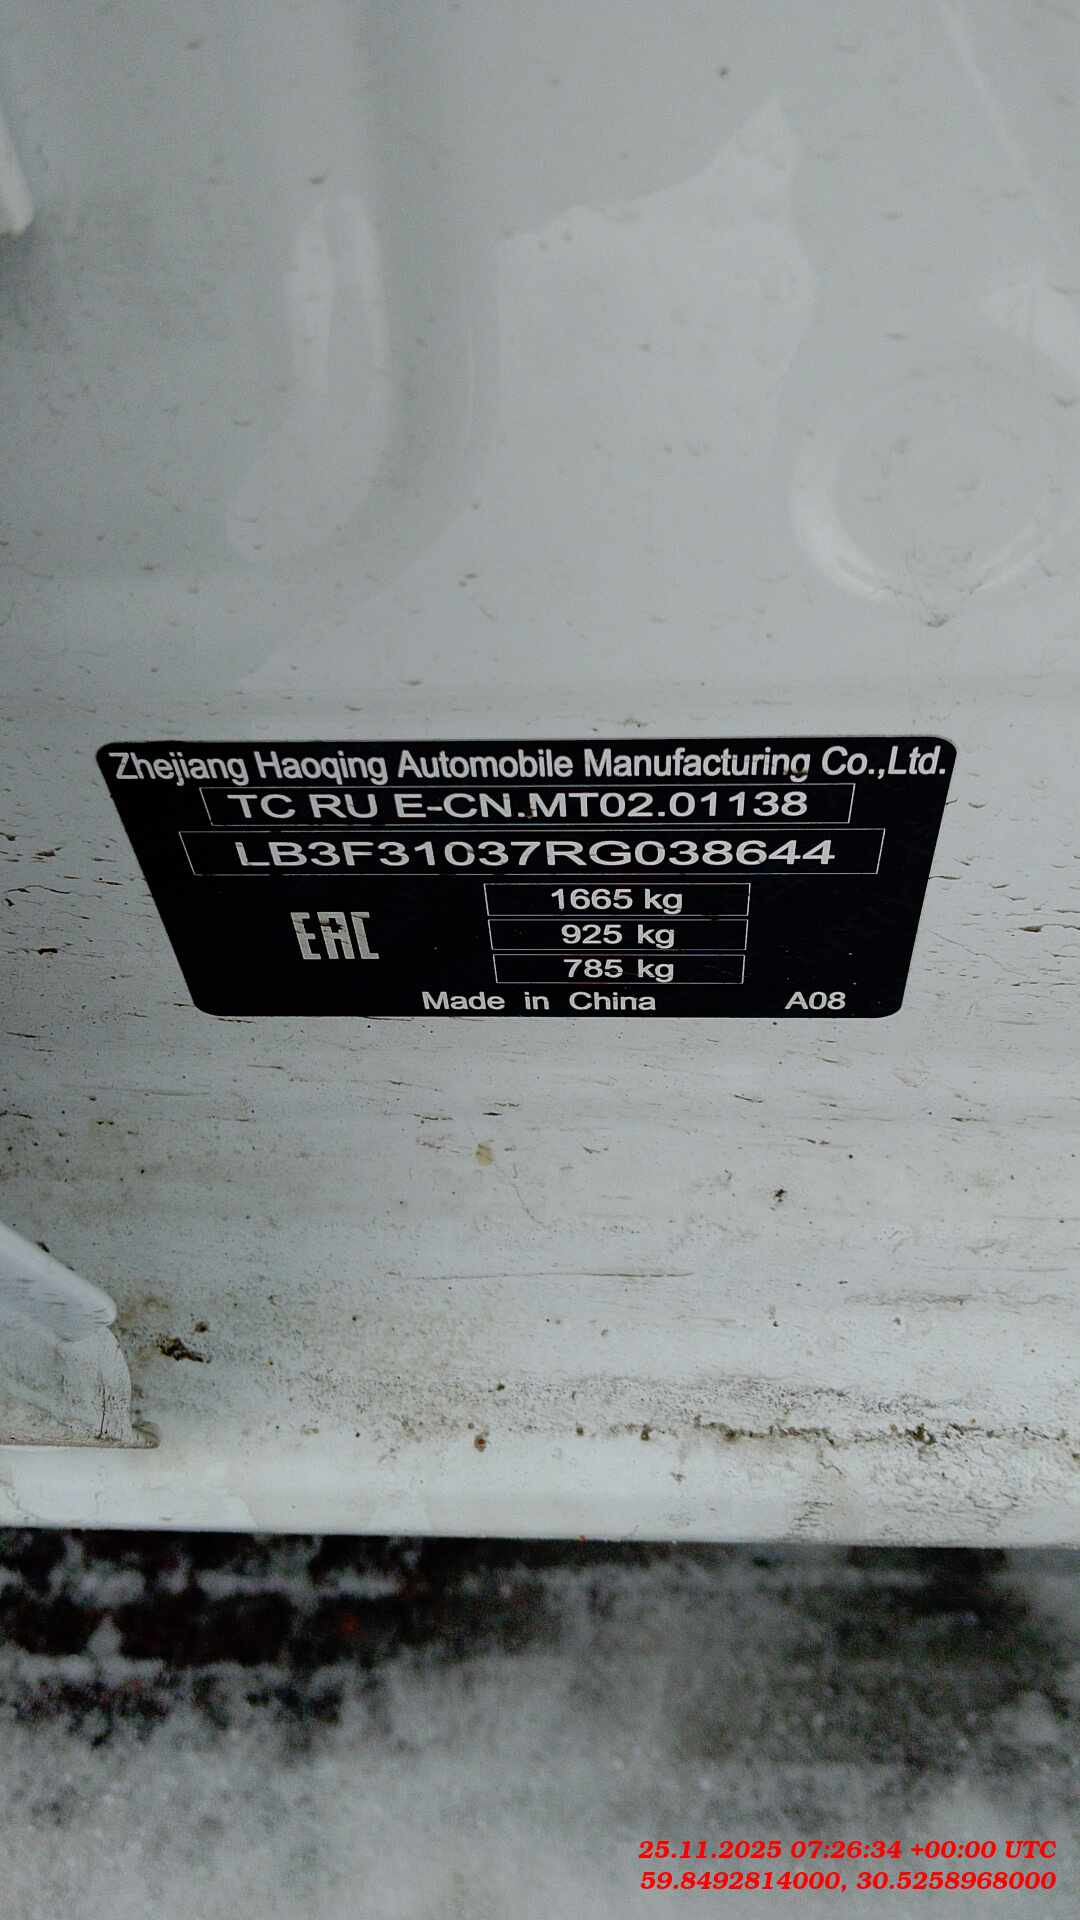 Zhejiang Haoqing Automobile Manufacturing Co.,Ltd.
TC RU E-CN.MT02.01138
LB3F31037RG038644
1665 kg
925 kg
785 kg
EAC
Made in China A08
25.11.2025 07:26:34 +00:00 UTC
59.8492814000, 30.5258968000